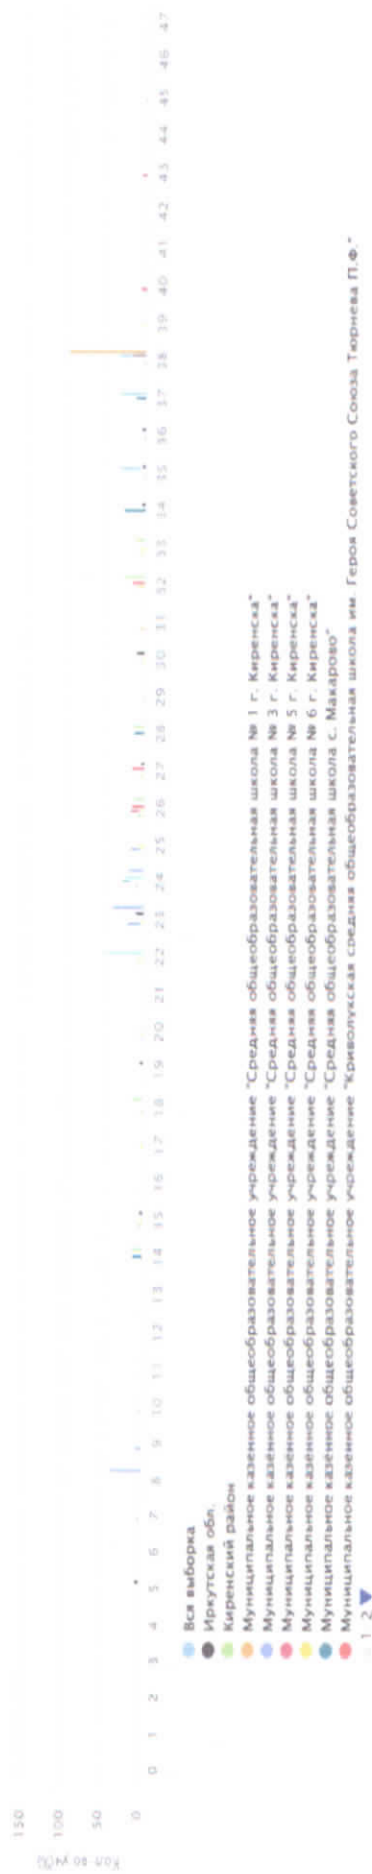 150
100
50
0
Кол-во уч(%)
0 1 2 3 4 5 6 7 8 9 10 11 12 13 14 15 16 17 18 19 20 21 22 23 24 25 26 27 28 29 30 31 32 33 34 35 36 37 38 39 40 41 42 43 44 45 46 47
Вся выборка
Иркутская обл.
Киренский район
Муниципальное казённое общеобразовательное учреждение "Средняя общеобразовательная школа № 1 г. Киренска"
Муниципальное казённое общеобразовательное учреждение "Средняя общеобразовательная школа № 3 г. Киренска"
Муниципальное казённое общеобразовательное учреждение "Средняя общеобразовательная школа № 5 г. Киренска"
Муниципальное казённое общеобразовательное учреждение "Средняя общеобразовательная школа № 6 г. Киренска"
Муниципальное казённое общеобразовательное учреждение "Средняя общеобразовательная школа с. Макарово"
Муниципальное казённое общеобразовательное учреждение "Криволукская средняя общеобразовательная школа им. Героя Советского Союза Тюрнева П.Ф."
1 2